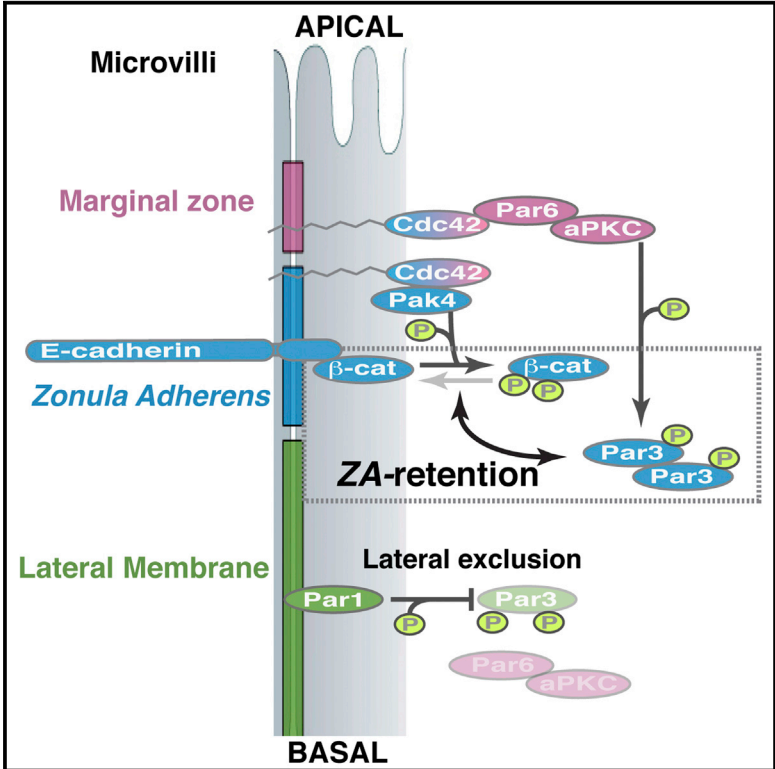 APICAL
Microvilli
Marginal zone
Cdc42
Par6
aPKC
Cdc42
Pak4
P
P
E-cadherin
β-cat
β-cat
P
P
Zonula Adherens
P
Par3
P
Par3
ZA-retention
Lateral exclusion
Lateral Membrane
Par1
Par3
P
P
P
Par6
aPKC
BASAL